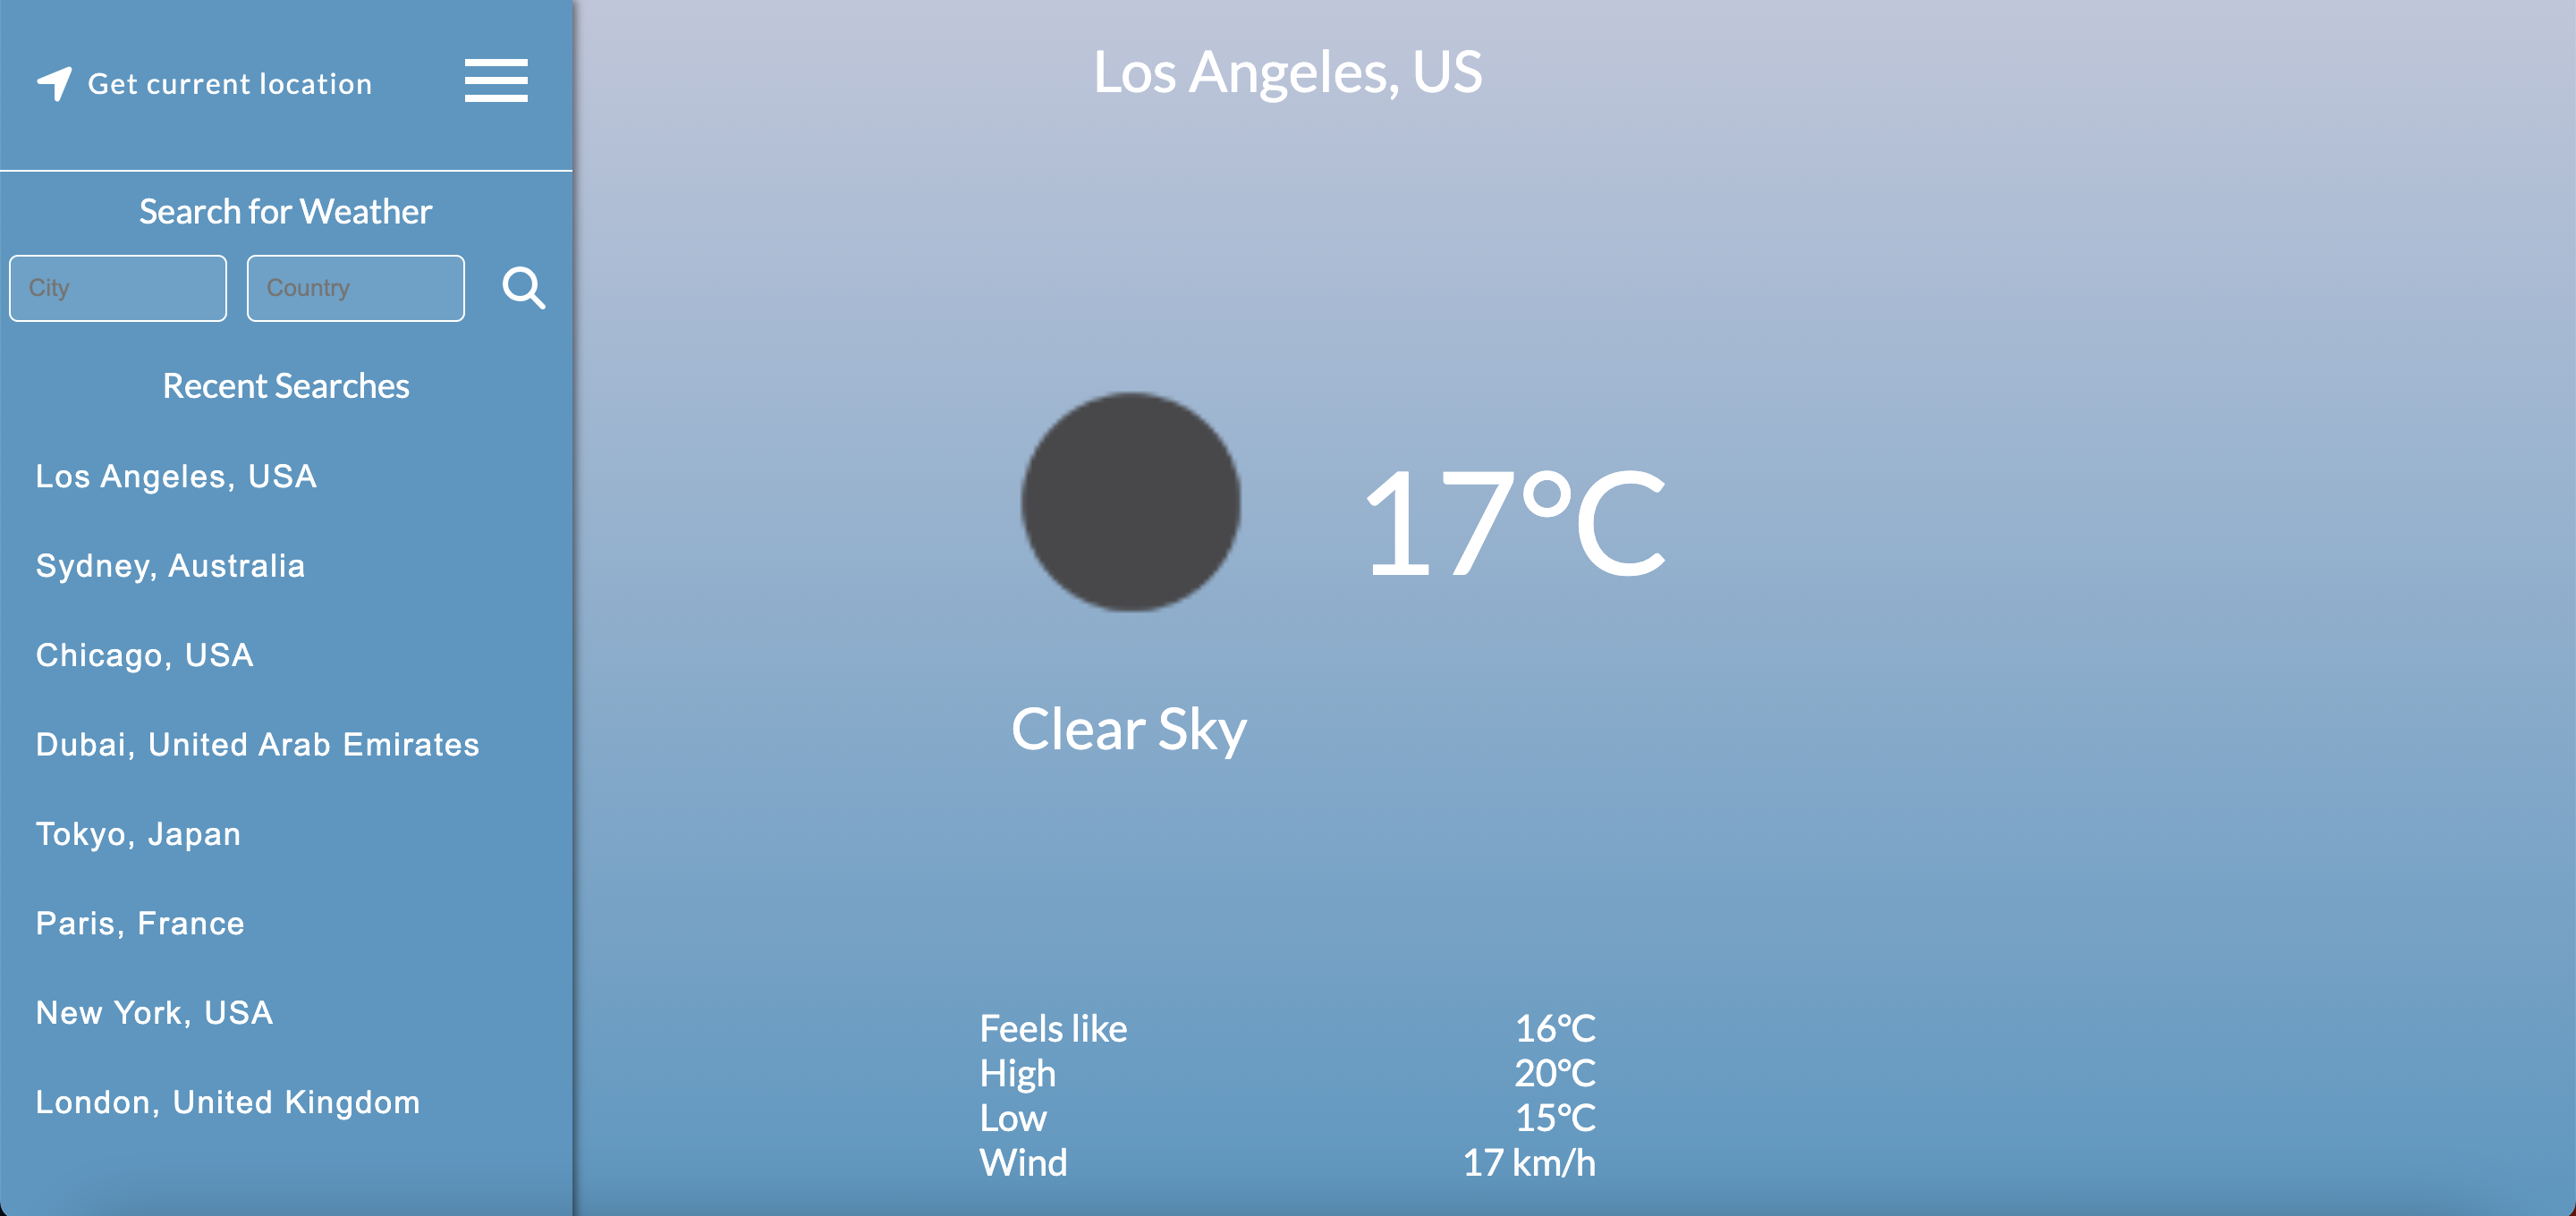 Get current location
Search for Weather
City
Country
Recent Searches
Los Angeles, USA
Sydney, Australia
Chicago, USA
Dubai, United Arab Emirates
Tokyo, Japan
Paris, France
New York, USA
London, United Kingdom
Los Angeles, US
17°C
Clear Sky
Feels like 16°C
High 20°C
Low 15°C
Wind 17 km/h